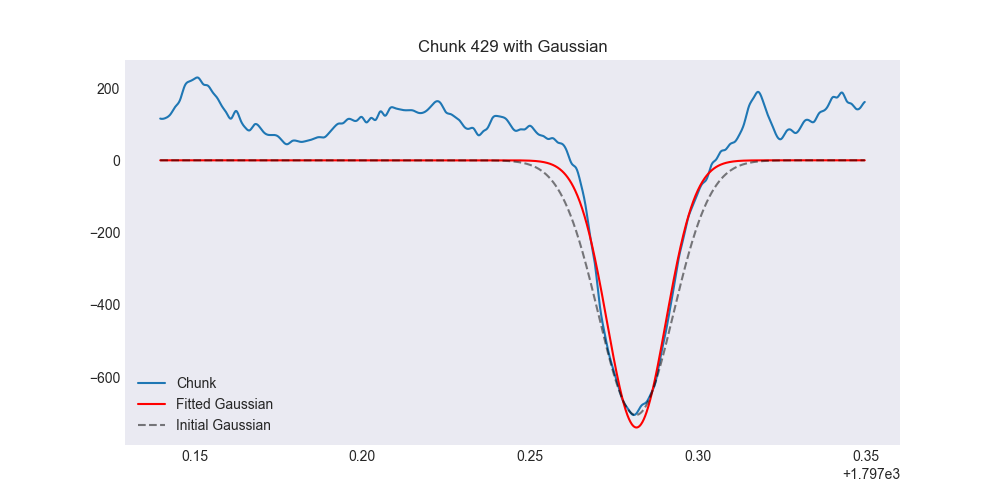 Chunk 429 with Gaussian
200
0
−200
−400
−600
Chunk
Fitted Gaussian
Initial Gaussian
0.15 0.20 0.25 0.30 0.35
+1.797e3